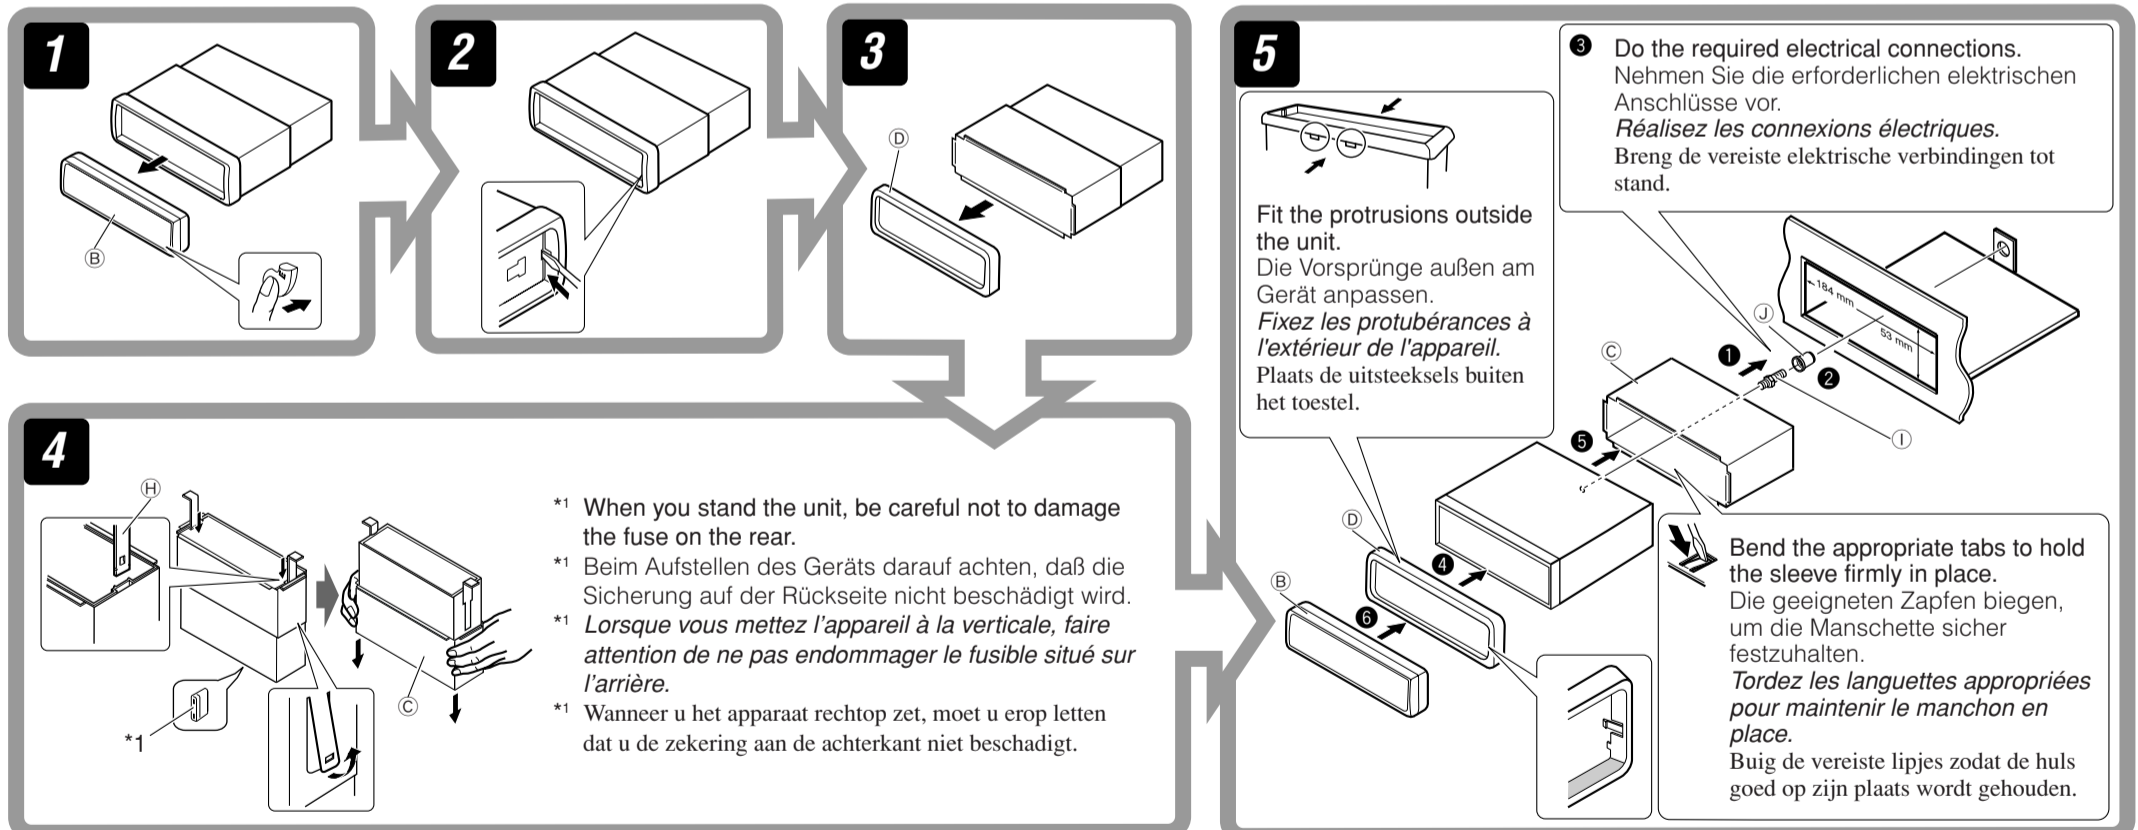 1
B
2
3
D
4
H
*1
C
*1 When you stand the unit, be careful not to damage
the fuse on the rear.
*1 Beim Aufstellen des Geräts darauf achten, daß die
Sicherung auf der Rückseite nicht beschädigt wird.
*1 Lorsque vous mettez l'appareil à la verticale, faire
attention de ne pas endommager le fusible situé sur
l'arrière.
*1 Wanneer u het apparaat rechtop zet, moet u erop letten
dat u de zekering aan de achterkant niet beschadigt.
5
Fit the protrusions outside
the unit.
Die Vorsprünge außen am
Gerät anpassen.
Fixez les protubérances à
l'extérieur de l'appareil.
Plaats de uitsteeksels buiten
het toestel.
❸ Do the required electrical connections.
Nehmen Sie die erforderlichen elektrischen
Anschlüsse vor.
Réalisez les connexions électriques.
Breng de vereiste elektrische verbindingen tot
stand.
184 mm
53 mm
J
C
❶
❷
I
❺
D
❹
B
❻
Bend the appropriate tabs to hold
the sleeve firmly in place.
Die geeigneten Zapfen biegen,
um die Manschette sicher
festzuhalten.
Tordez les languettes appropriées
pour maintenir le manchon en
place.
Buig de vereiste lipjes zodat de huls
goed op zijn plaats wordt gehouden.